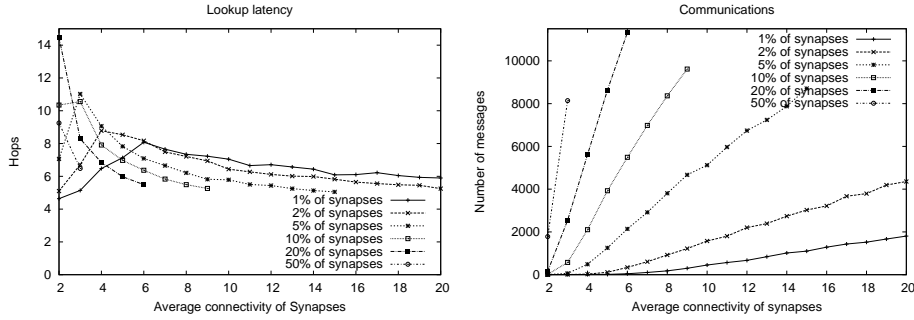 Lookup latency
14
12
10
8
6
4
2
0
Hops
1% of synapses
2% of synapses
5% of synapses
10% of synapses
20% of synapses
50% of synapses
2 4 6 8 10 12 14 16 18 20
Average connectivity of Synapses
Communications
10000
8000
6000
4000
2000
0
Number of messages
1% of synapses
2% of synapses
5% of synapses
10% of synapses
20% of synapses
50% of synapses
2 4 6 8 10 12 14 16 18 20
Average connectivity of synapses